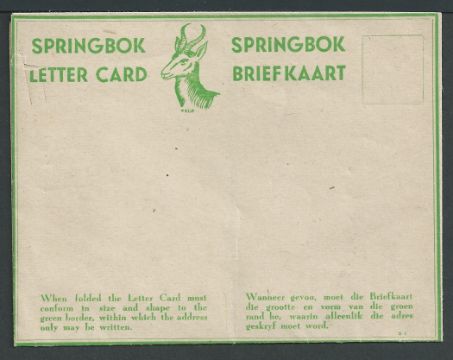 SPRINGBOK
LETTER CARD
SPRINGBOK
BRIEFKAART
When folded the Letter Card must
conform in size and shape to the
green border, within which the address
only may be written.
Wanneer gevou, moet die Briefkaart
die grootte en vorm van die groen
rand he, waarin alleenlik die adres
geskryf moet word.